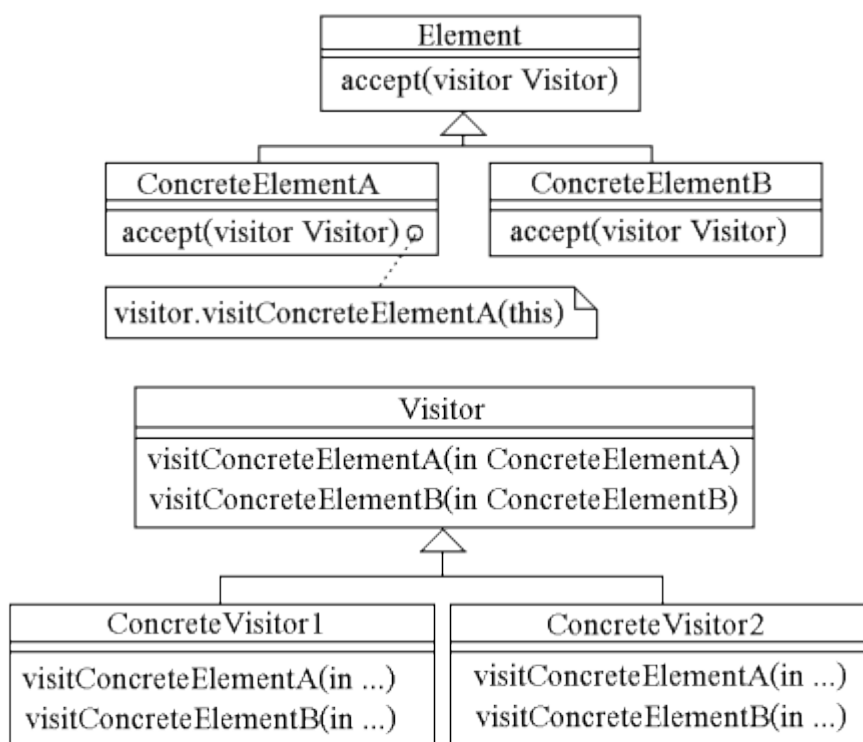 Element
accept(visitor Visitor)
ConcreteElementA
ConcreteElementB
accept(visitor Visitor)
accept(visitor Visitor)
visitor.visitConcreteElementA(this)
Visitor
visitConcreteElementA(in ConcreteElementA)
visitConcreteElementB(in ConcreteElementB)
ConcreteVisitor1
ConcreteVisitor2
visitConcreteElementA(in ...)
visitConcreteElementB(in ...)
visitConcreteElementA(in ...)
visitConcreteElementB(in ...)